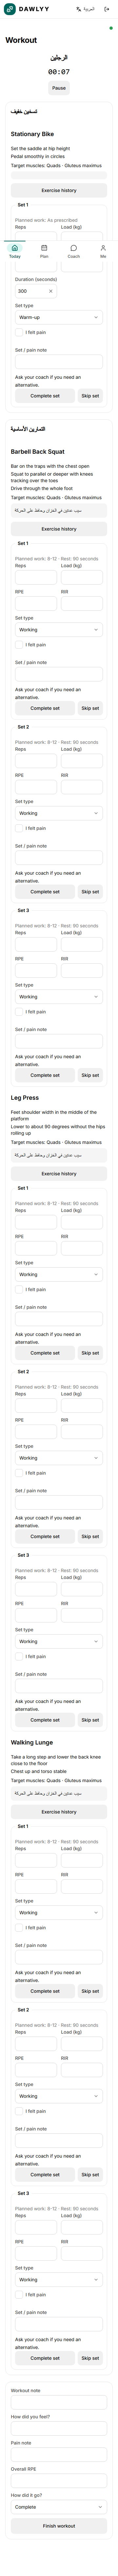 DAWLYY
العربية
Workout
الرجلين
00:07
Pause
تسخين خفيف
Stationary Bike
Set the saddle at hip height
Pedal smoothly in circles
Target muscles: Quads · Gluteus maximus
Exercise history
Set 1
Planned work: As prescribed
Reps
Load (kg)
Today
Plan
Coach
Me
Duration (seconds)
300
Set type
Warm-up
I felt pain
Set / pain note
Ask your coach if you need an
alternative.
Complete set
Skip set
التمارين الأساسية
Barbell Back Squat
Bar on the traps with the chest open
Squat to parallel or deeper with knees
tracking over the toes
Drive through the whole foot
Target muscles: Quads · Gluteus maximus
سيب عدتين في الخزان وحافظ على الحركة
Exercise history
Set 1
Planned work: 8-12 · Rest: 90 seconds
Reps
Load (kg)
RPE
RIR
Set type
Working
I felt pain
Set / pain note
Ask your coach if you need an
alternative.
Complete set
Skip set
Set 2
Planned work: 8-12 · Rest: 90 seconds
Reps
Load (kg)
RPE
RIR
Set type
Working
I felt pain
Set / pain note
Ask your coach if you need an
alternative.
Complete set
Skip set
Set 3
Planned work: 8-12 · Rest: 90 seconds
Reps
Load (kg)
RPE
RIR
Set type
Working
I felt pain
Set / pain note
Ask your coach if you need an
alternative.
Complete set
Skip set
Leg Press
Feet shoulder width in the middle of the
platform
Lower to about 90 degrees without the hips
rolling up
Target muscles: Quads · Gluteus maximus
سيب عدتين في الخزان وحافظ على الحركة
Exercise history
Set 1
Planned work: 8-12 · Rest: 90 seconds
Reps
Load (kg)
RPE
RIR
Set type
Working
I felt pain
Set / pain note
Ask your coach if you need an
alternative.
Complete set
Skip set
Set 2
Planned work: 8-12 · Rest: 90 seconds
Reps
Load (kg)
RPE
RIR
Set type
Working
I felt pain
Set / pain note
Ask your coach if you need an
alternative.
Complete set
Skip set
Set 3
Planned work: 8-12 · Rest: 90 seconds
Reps
Load (kg)
RPE
RIR
Set type
Working
I felt pain
Set / pain note
Ask your coach if you need an
alternative.
Complete set
Skip set
Walking Lunge
Take a long step and lower the back knee
close to the floor
Chest up and torso stable
Target muscles: Quads · Gluteus maximus
سيب عدتين في الخزان وحافظ على الحركة
Exercise history
Set 1
Planned work: 8-12 · Rest: 90 seconds
Reps
Load (kg)
RPE
RIR
Set type
Working
I felt pain
Set / pain note
Ask your coach if you need an
alternative.
Complete set
Skip set
Set 2
Planned work: 8-12 · Rest: 90 seconds
Reps
Load (kg)
RPE
RIR
Set type
Working
I felt pain
Set / pain note
Ask your coach if you need an
alternative.
Complete set
Skip set
Set 3
Planned work: 8-12 · Rest: 90 seconds
Reps
Load (kg)
RPE
RIR
Set type
Working
I felt pain
Set / pain note
Ask your coach if you need an
alternative.
Complete set
Skip set
Workout note
How did you feel?
Pain note
Overall RPE
How did it go?
Complete
Finish workout